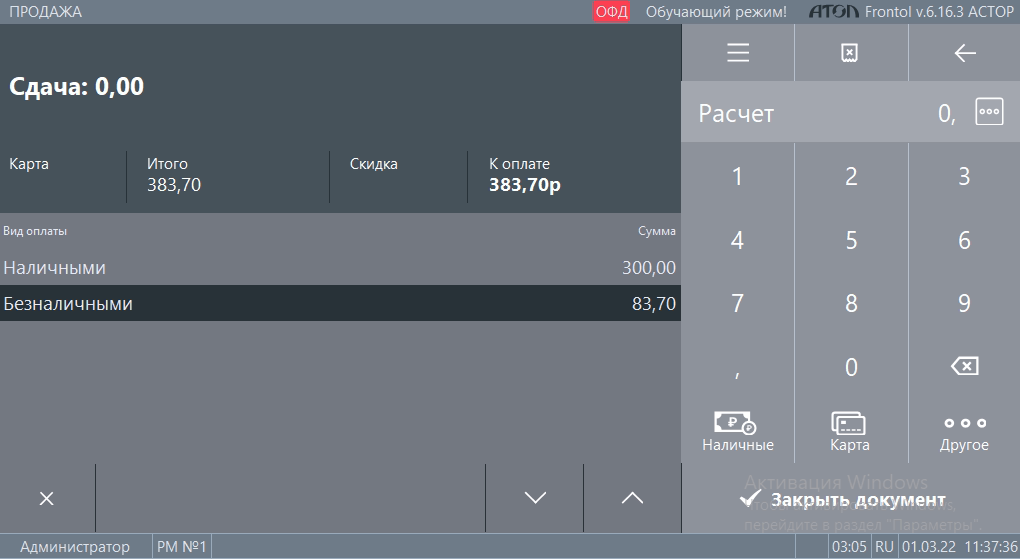 ПРОДАЖА ОФД Обучающий режим! АТОЛ Frontol v.6.16.3 АСТОР
Сдача: 0,00
Карта Итого Скидка К оплате
383,70 383,70р
Вид оплаты Сумма
Наличными 300,00
Безналичными 83,70
Расчет 0,
1 2 3
4 5 6
7 8 9
, 0
Наличные Карта Другое
Активация Windows
Закрыть документ
перейдите в раздел "Параметры".
Администратор РМ №1 03:05 RU 01.03.22 11:37:36